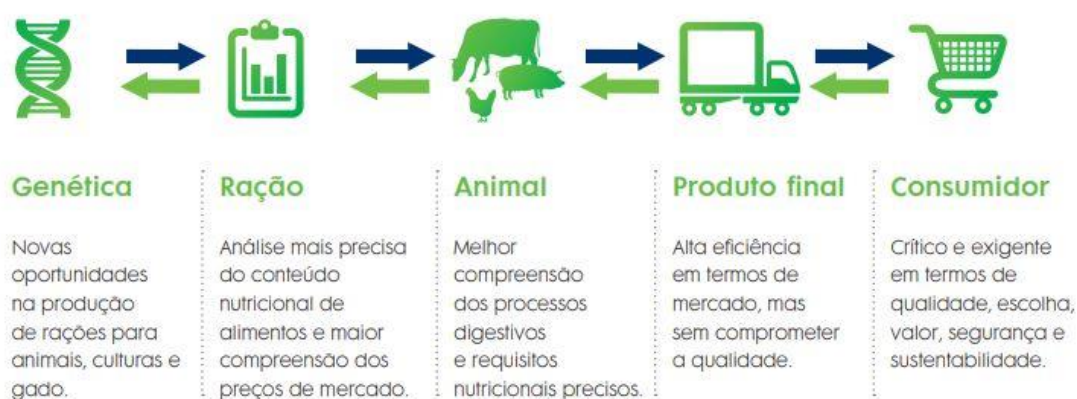 Genética
Novas
oportunidades
na produção
de rações para
animais, culturas e
gado.
Ração
Análise mais precisa
do conteúdo
nutricional de
alimentos e maior
compreensão dos
preços de mercado.
Animal
Melhor
compreensão
dos processos
digestivos
e requisitos
nutricionais precisos.
Produto final
Alta eficiência
em termos de
mercado, mas
sem comprometer
a qualidade.
Consumidor
Crítico e exigente
em termos de
qualidade, escolha,
valor, segurança e
sustentabilidade.